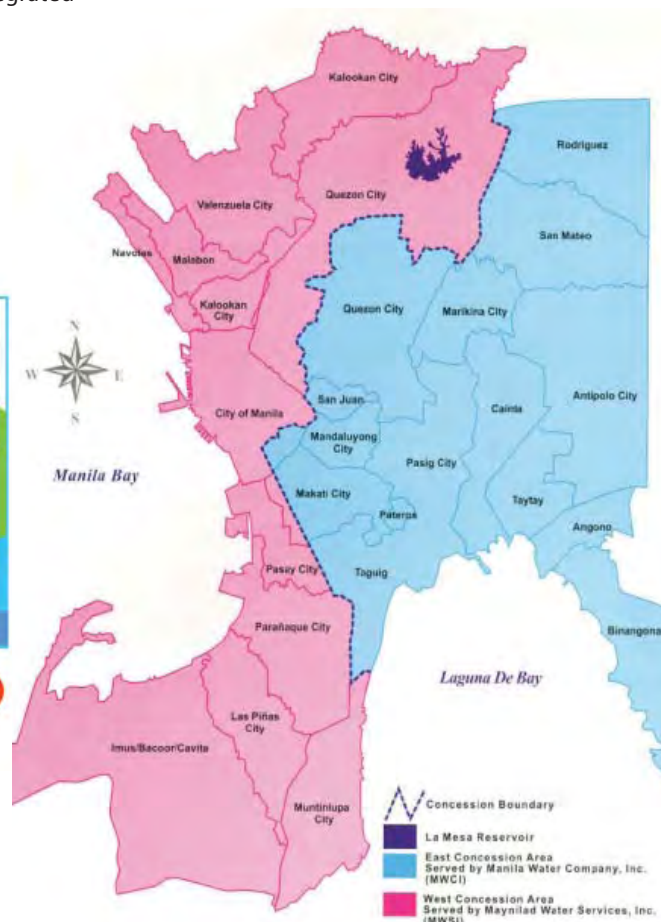 Kalookan City
Rodriguez
Valenzuela City
Quezon City
San Mateo
Navotas
Malabon
Kalookan
City
Quezon City
Marikina City
N
W
E
S
City of Manila
San Juan
Cainta
Antipolo City
Mandaluyong
City
Pasig City
Manila Bay
Makati City
Taytay
Pateros
Angono
Pasay City
Taguig
Parañaque City
Binangona
Laguna De Bay
Las Piñas
City
Imus/Bacoor/Cavita
Muntinlupa
City
Concession Boundary
La Mesa Reservoir
East Concession Area
Served by Manila Water Company, Inc.
(MWCI)
West Concession Area
Served by Maynilad Water Services, Inc.
(MWSI)